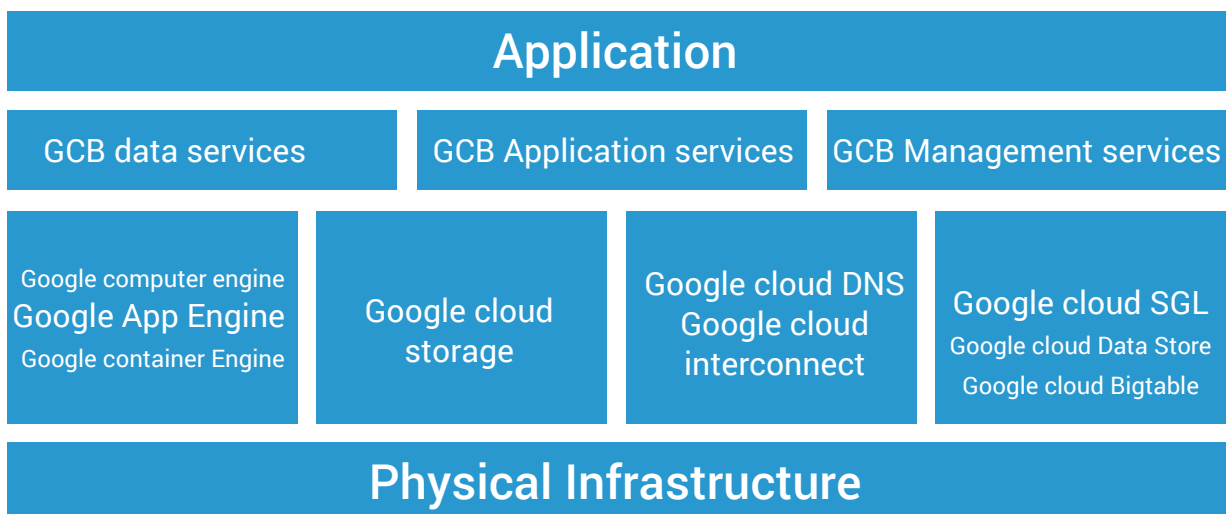 Application
GCB data services
GCB Application services
GCB Management services
Google computer engine
Google App Engine
Google container Engine
Google cloud
storage
Google cloud DNS
Google cloud
interconnect
Google cloud SGL
Google cloud Data Store
Google cloud Bigtable
Physical Infrastructure